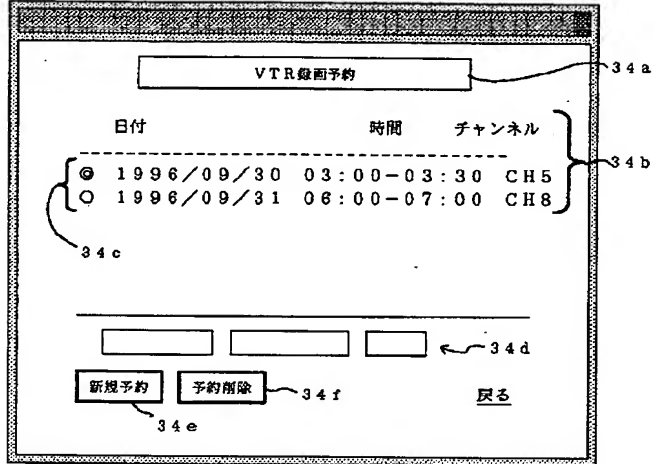 VTR録画予約
34a
日付 時間 チャンネル
34b
◎ 1996/09/30 03:00-03:30 CH5
○ 1996/09/31 06:00-07:00 CH8
34c
34d
新規予約 予約削除 34f 戻る
34e